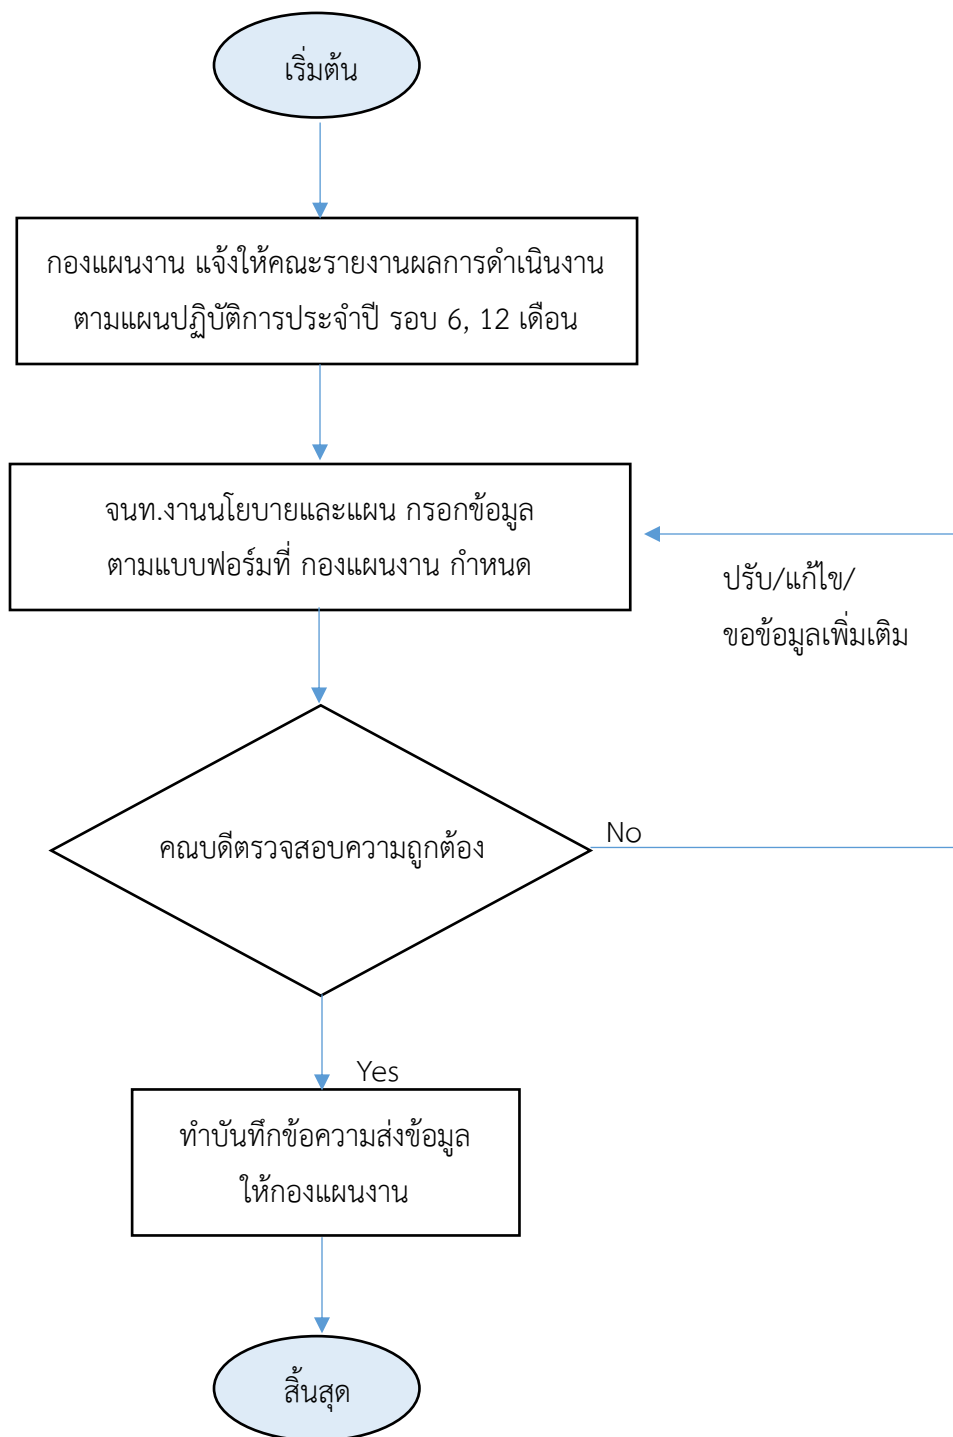 เริ่มต้น
กองแผนงาน แจ้งให้คณะรายงานผลการดำเนินงาน
ตามแผนปฏิบัติการประจำปี รอบ 6, 12 เดือน
จนท.งานนโยบายและแผน กรอกข้อมูล
ตามแบบฟอร์มที่ กองแผนงาน กำหนด
ปรับ/แก้ไข/
ขอข้อมูลเพิ่มเติม
คณบดีตรวจสอบความถูกต้อง
No
Yes
ทำบันทึกข้อความส่งข้อมูล
ให้กองแผนงาน
สิ้นสุด